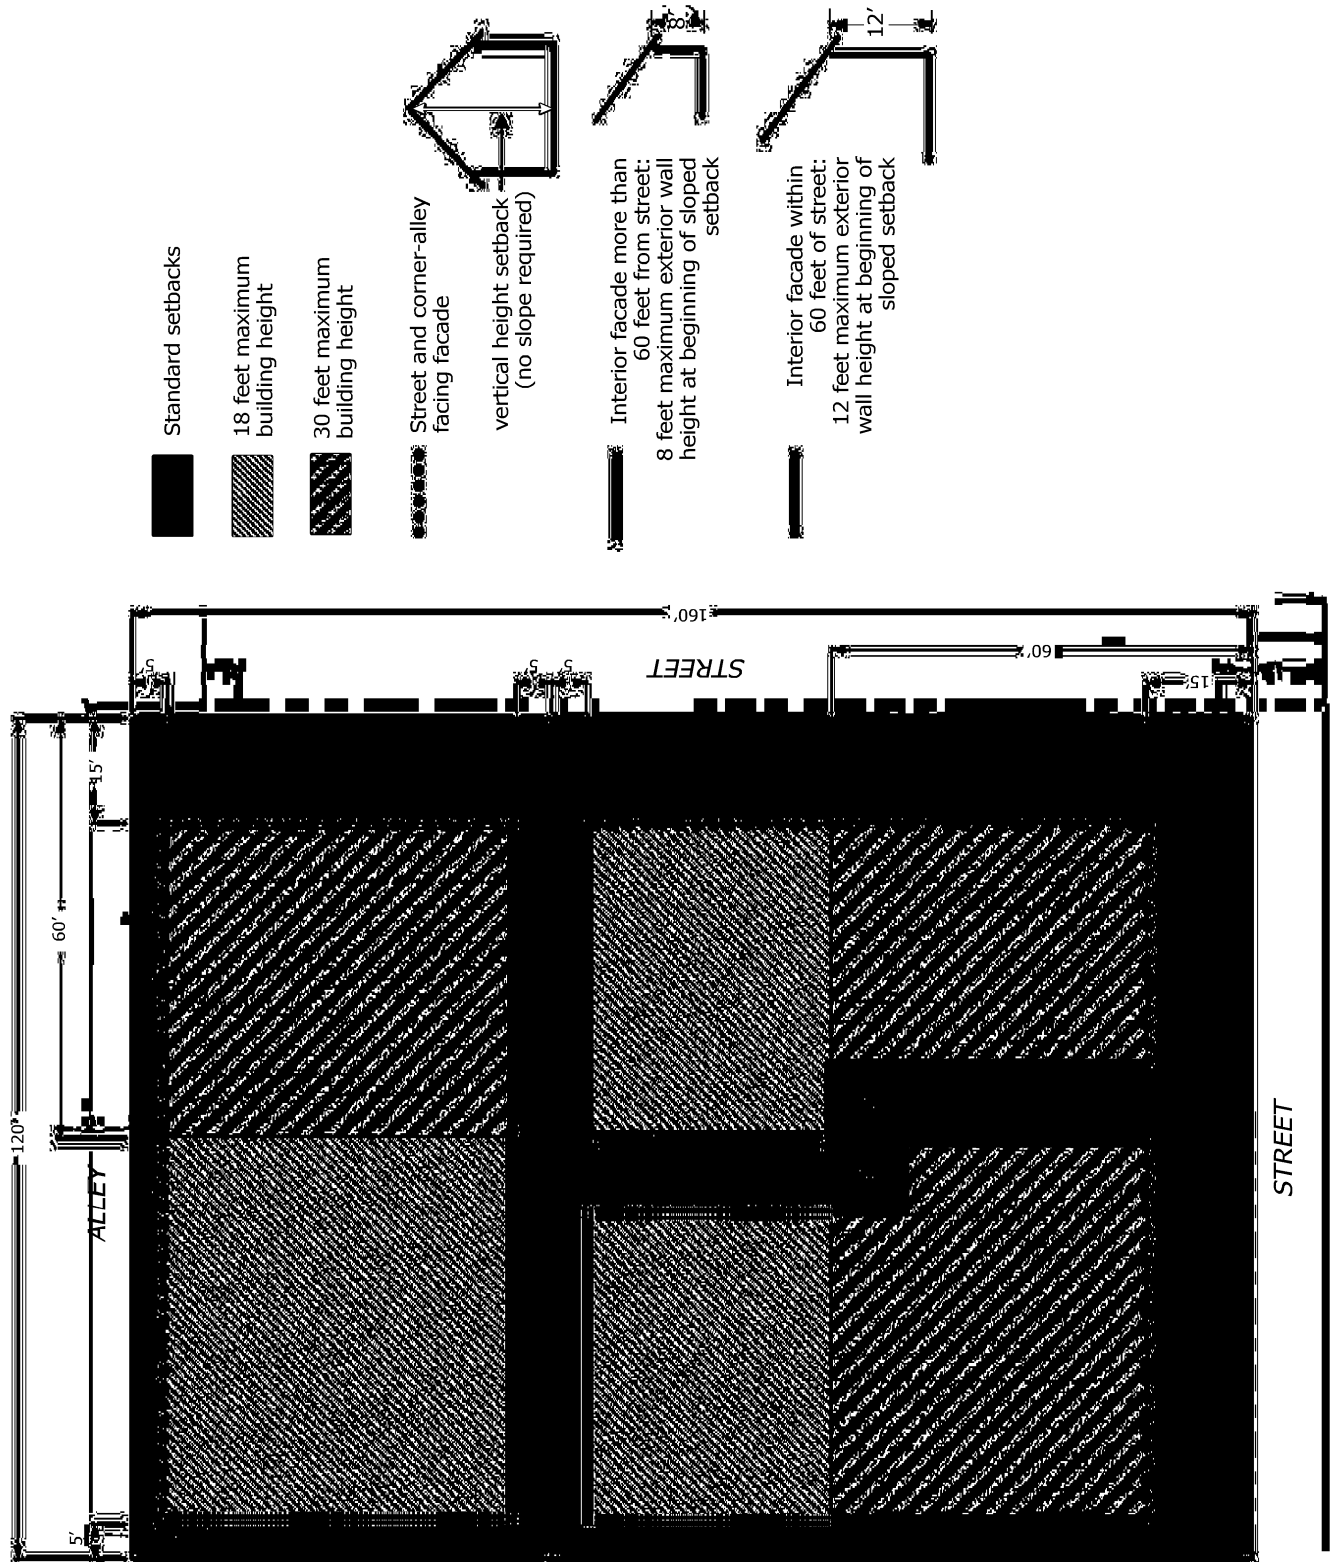 Standard setbacks
18 feet maximum
building height
30 feet maximum
building height
Street and corner-alley
facing facade
vertical height setback
(no slope required)
Interior facade more than
60 feet from street:
8 feet maximum exterior wall
height at beginning of sloped
setback
8'
Interior facade within
60 feet of street:
12 feet maximum exterior
wall height at beginning of
sloped setback
12'
120'
60'
15'
5'
ALLEY
160'
5'
5'
5'
STREET
60'
15'
STREET